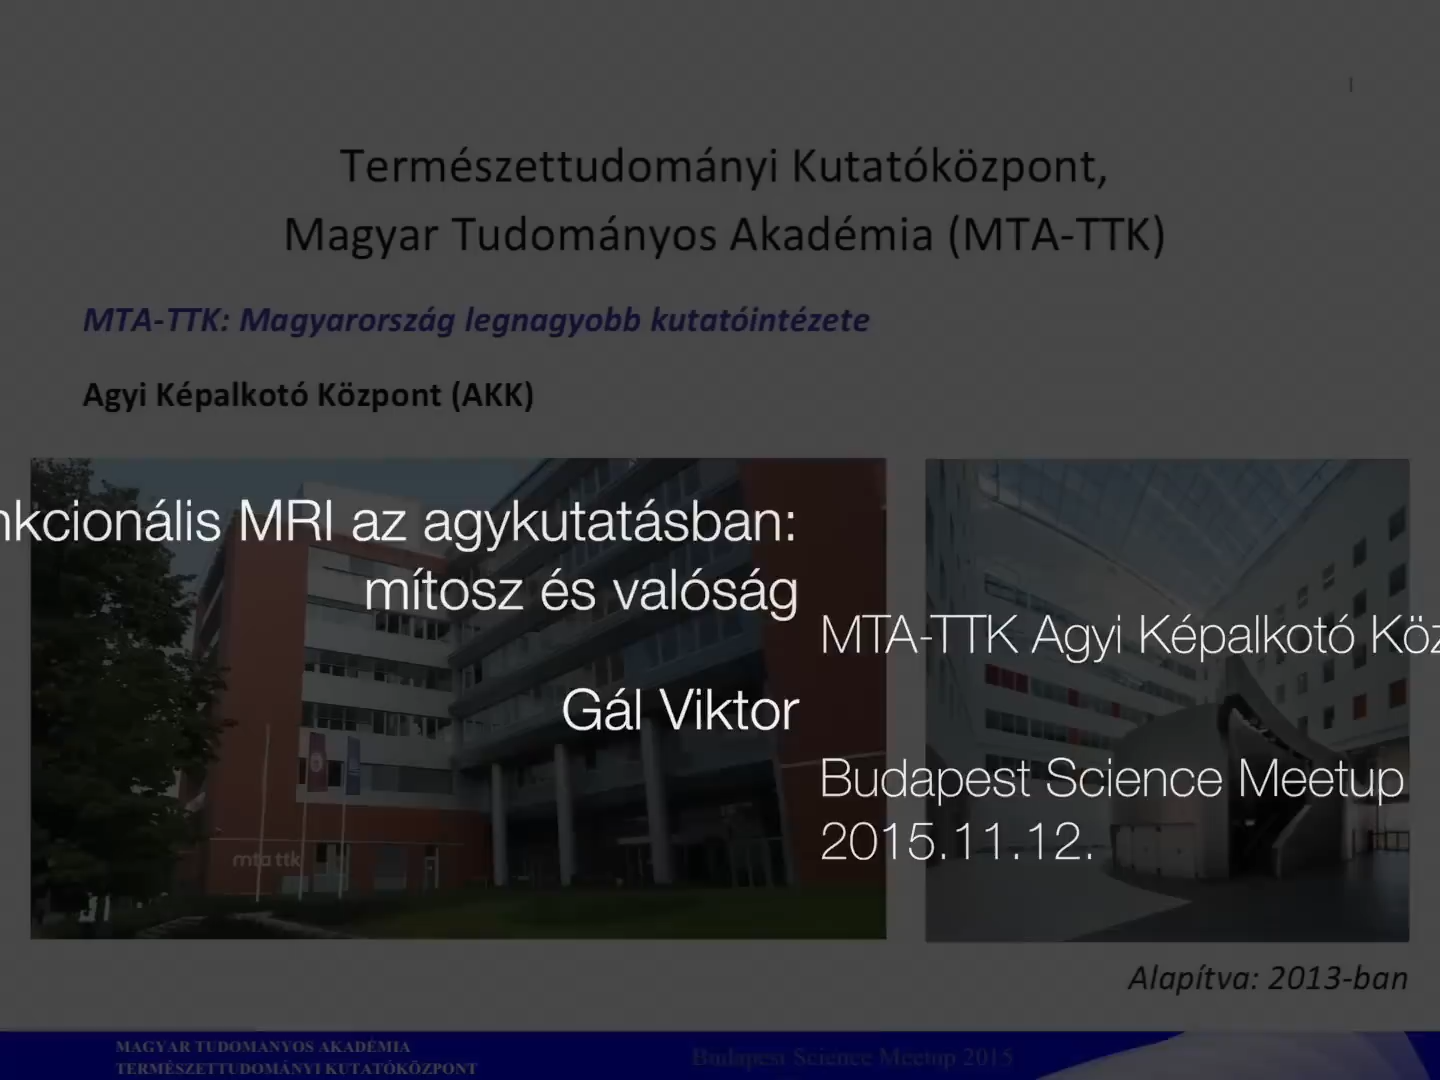 Természettudományi Kutatóközpont,
Magyar Tudományos Akadémia (MTA-TTK)
MTA-TTK: Magyarország legnagyobb kutatóintézete
Agyi Képalkotó Központ (AKK)
nkcionális MRI az agykutatásban:
mítosz és valóság
Gál Viktor
MTA-TTK Agyi Képalkotó Köz
Budapest Science Meetup
2015.11.12.
mta ttk
Alapítva: 2013-ban
MAGYAR TUDOMANYOS AKADÉMIA
TERMÉSZETTUDOMÁNYI KUTATÓKÖZPONT
Budapest Science Meetup 2015